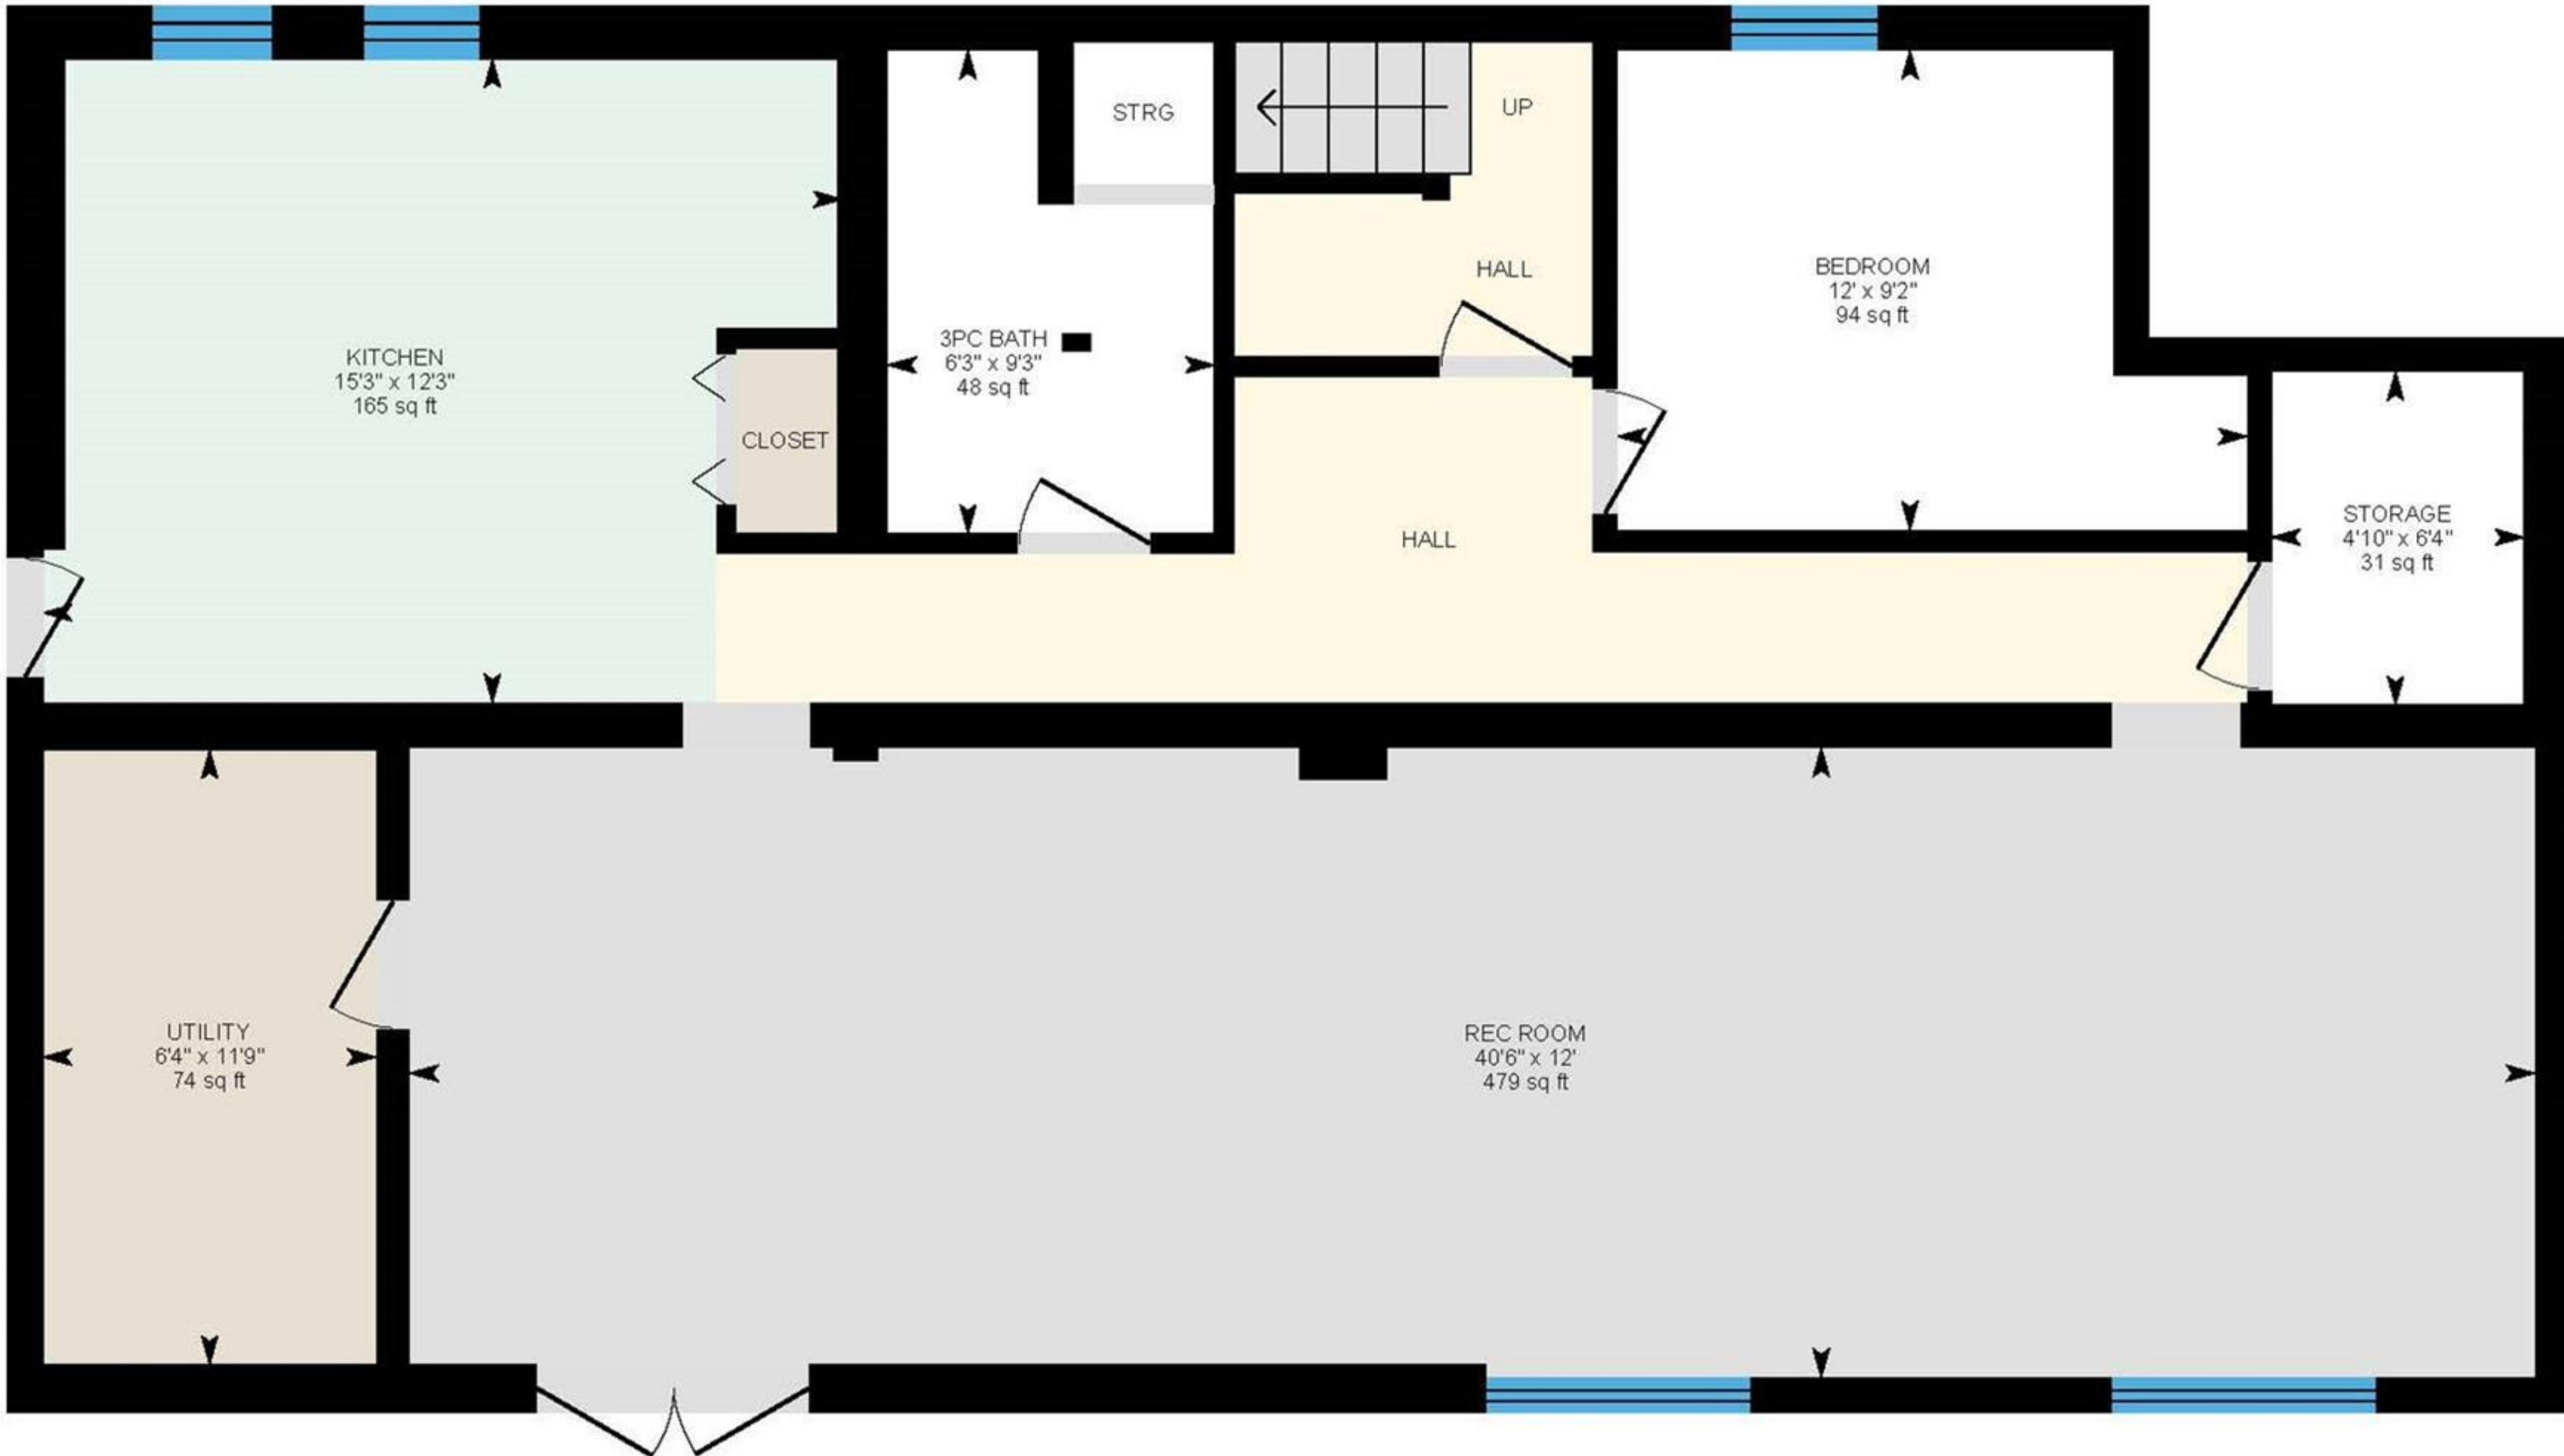 STRG
UP
HALL
BEDROOM
12' x 9'2"
94 sq ft
KITCHEN
15'3" x 12'3"
165 sq ft
3PC BATH
6'3" x 9'3"
48 sq ft
CLOSET
HALL
STORAGE
4'10" x 6'4"
31 sq ft
UTILITY
6'4" x 11'9"
74 sq ft
REC ROOM
40'6" x 12'
479 sq ft